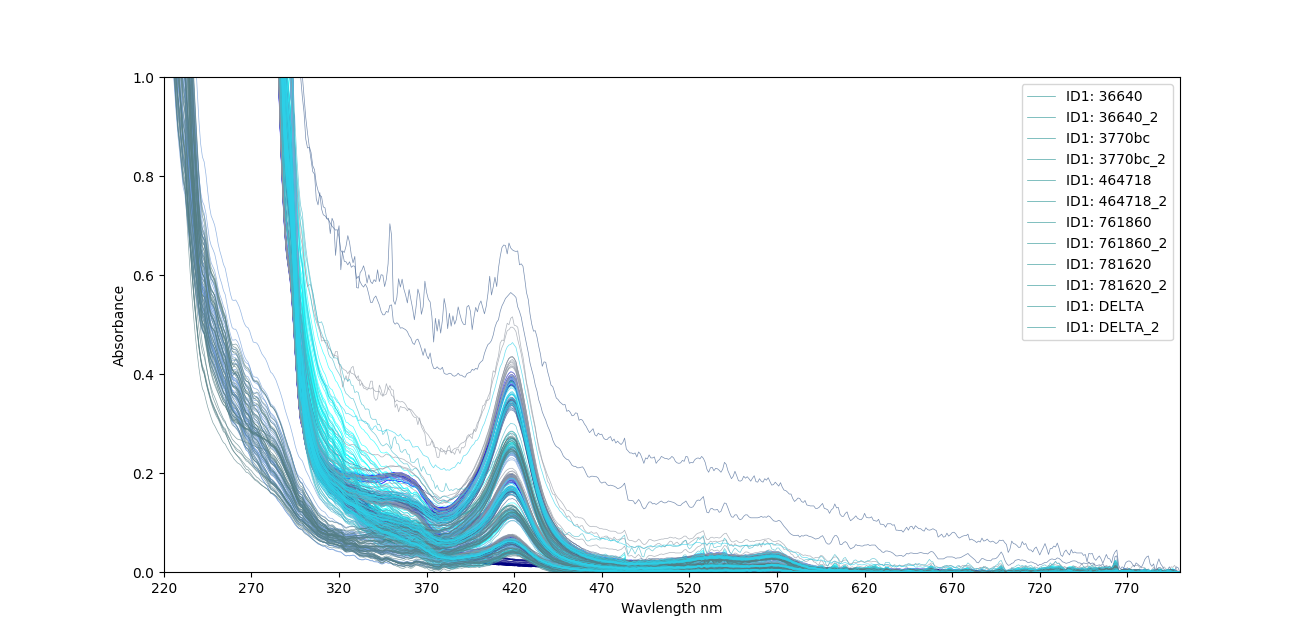 1.0
0.8
0.6
0.4
0.2
0.0
Absorbance
220 270 320 370 420 470 520 570 620 670 720 770
Wavlength nm
ID1: 36640
ID1: 36640_2
ID1: 3770bc
ID1: 3770bc_2
ID1: 464718
ID1: 464718_2
ID1: 761860
ID1: 761860_2
ID1: 781620
ID1: 781620_2
ID1: DELTA
ID1: DELTA_2